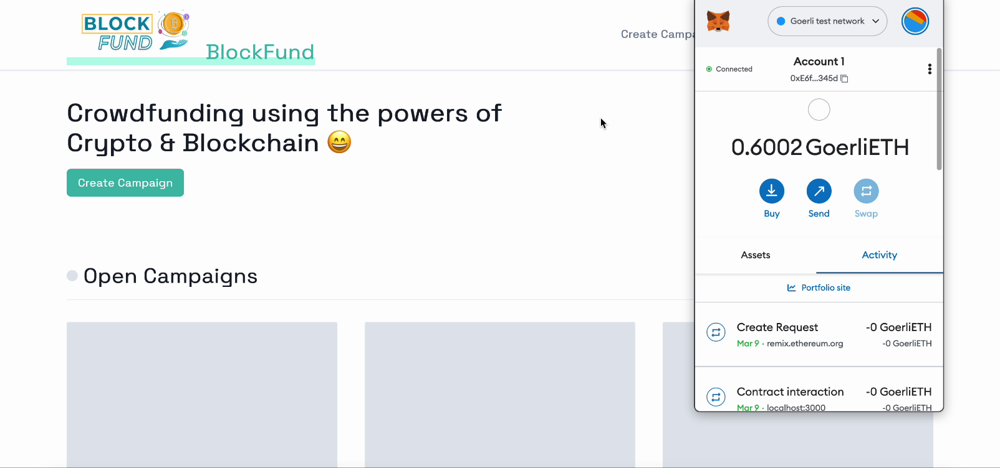 BLOCK
FUND
BlockFund
Create Campa
Crowdfunding using the powers of
Crypto & Blockchain 😄
Create Campaign
Open Campaigns
Goerli test network
Connected
Account 1
0xE6f...345d
0.6002 GoerliETH
Buy
Send
Swap
Assets
Activity
Portfolio site
Create Request
-0 GoerliETH
Mar 9 · remix.ethereum.org
-0 GoerliETH
Contract interaction
-0 GoerliETH
Mar 9 · localhost:3000
-0 GoerliETH